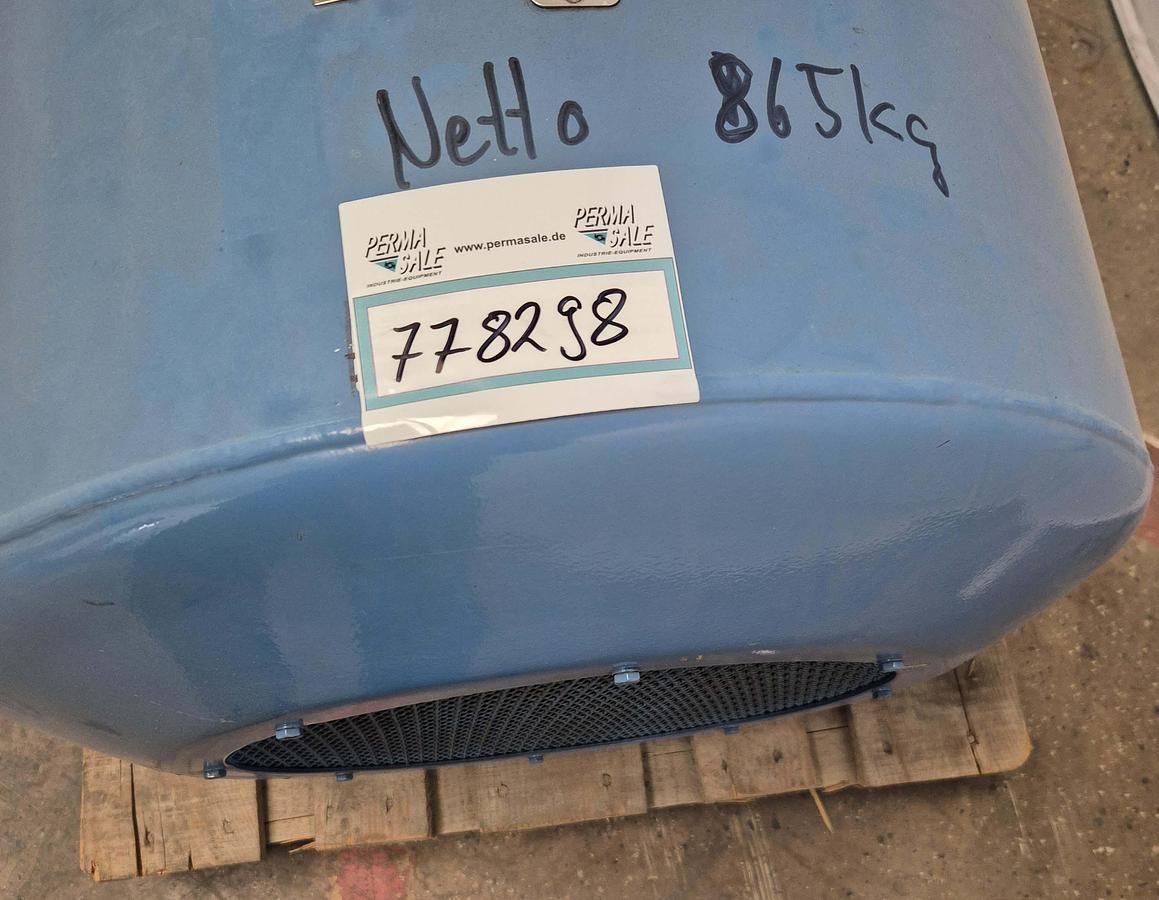 Netto 865kg
PERMA SALE INDUSTRIE-EQUIPMENT
www.permasale.de
PERMA SALE INDUSTRIE-EQUIPMENT
778298